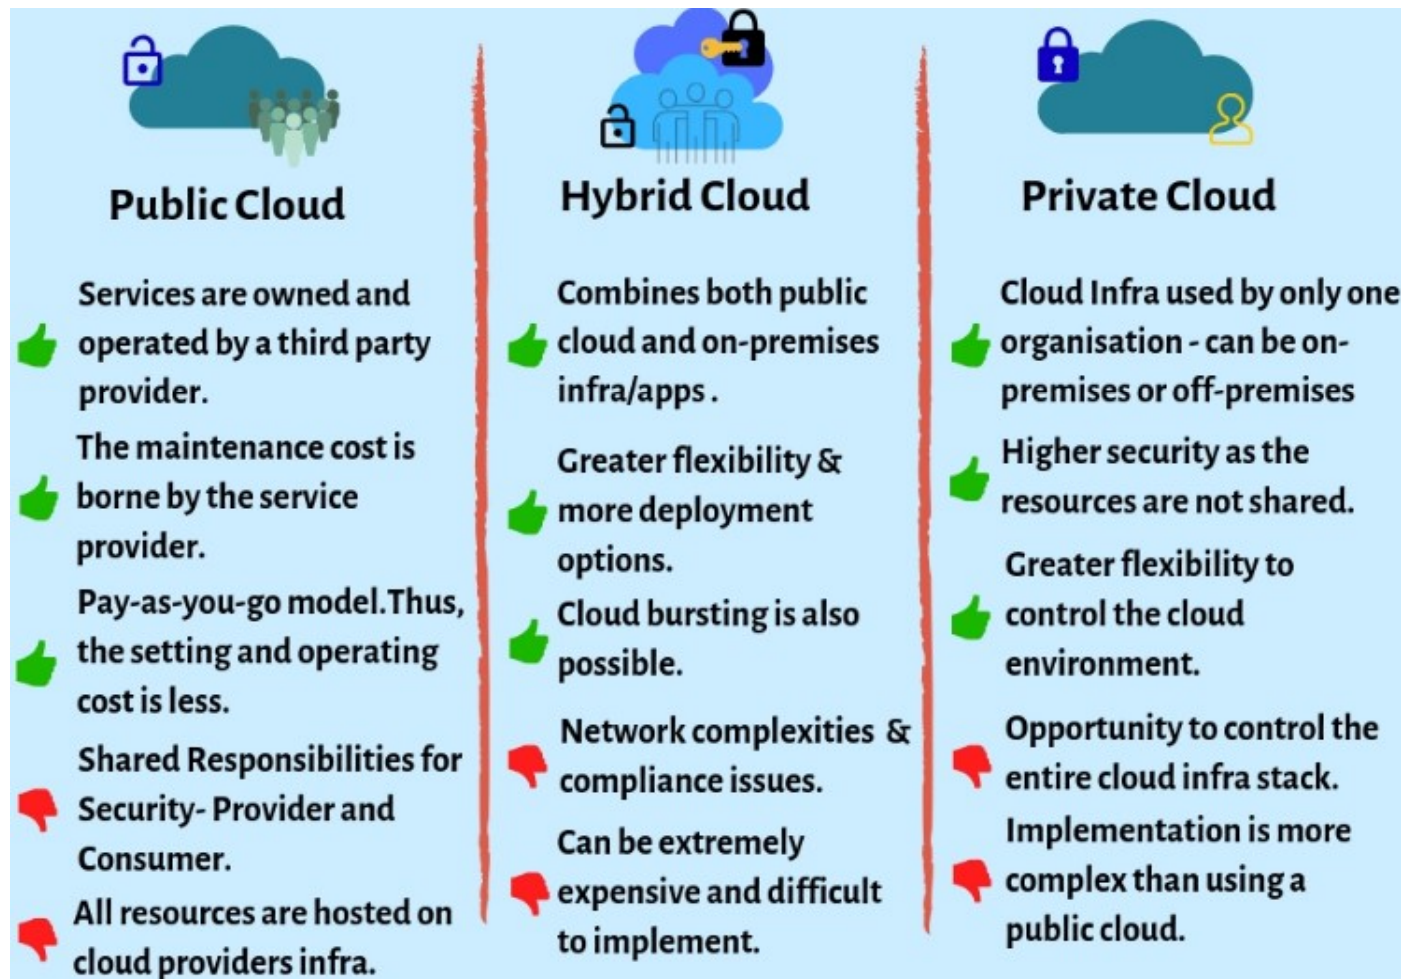 Public Cloud
Services are owned and
operated by a third party
provider.
The maintenance cost is
borne by the service
provider.
Pay-as-you-go model.Thus,
the setting and operating
cost is less.
Shared Responsibilities for
Security- Provider and
Consumer.
All resources are hosted on
cloud providers infra.
Hybrid Cloud
Combines both public
cloud and on-premises
infra/apps .
Greater flexibility &
more deployment
options.
Cloud bursting is also
possible.
Network complexities &
compliance issues.
Can be extremely
expensive and difficult
to implement.
Private Cloud
Cloud Infra used by only one
organisation - can be on-
premises or off-premises
Higher security as the
resources are not shared.
Greater flexibility to
control the cloud
environment.
Opportunity to control the
entire cloud infra stack.
Implementation is more
complex than using a
public cloud.